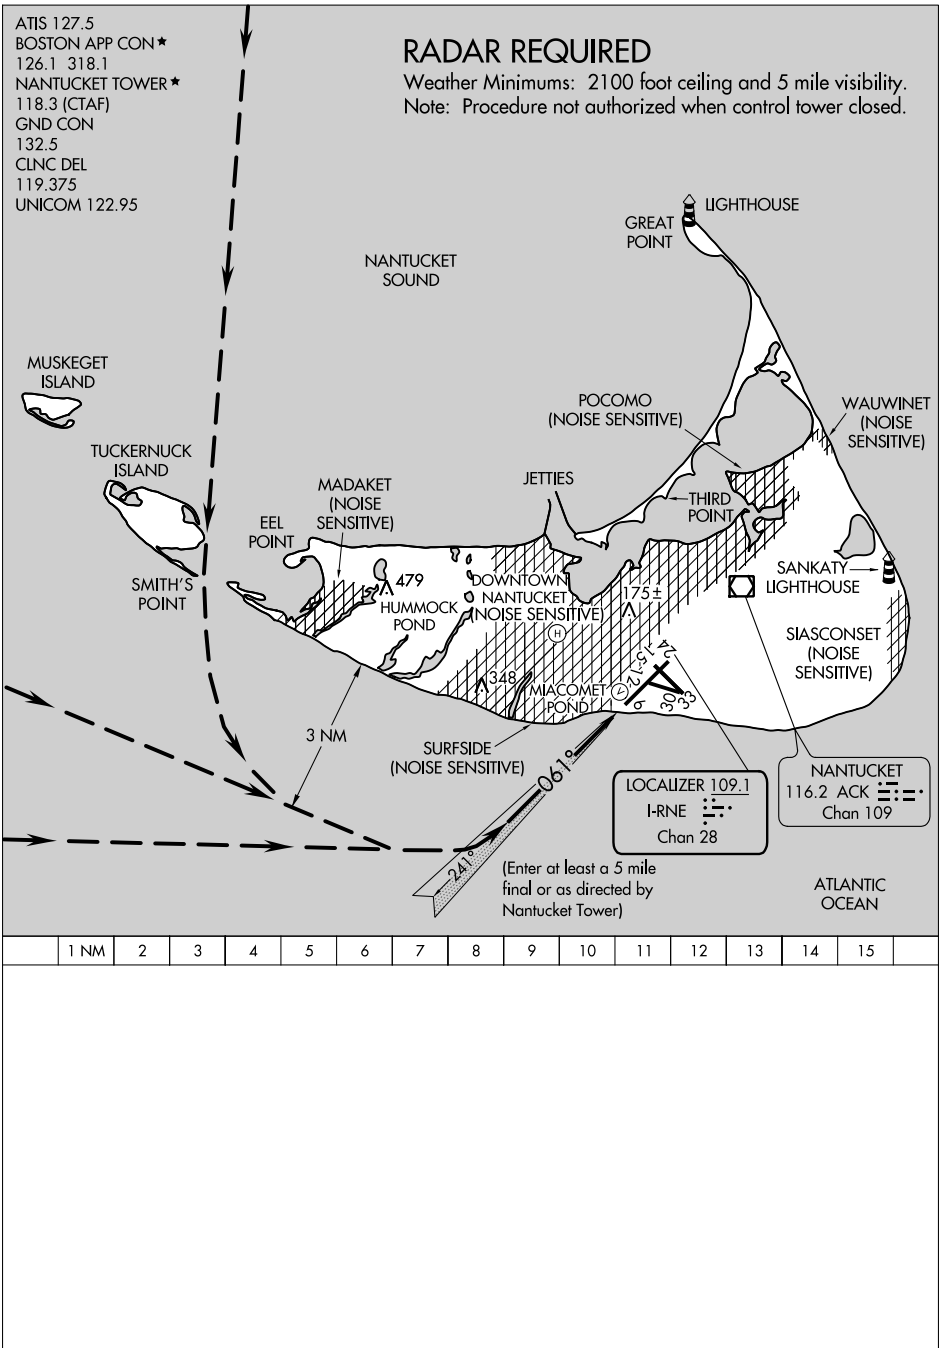 ATIS 127.5
BOSTON APP CON★
126.1 318.1
NANTUCKET TOWER★
118.3 (CTAF)
GND CON
132.5
CLNC DEL
119.375
UNICOM 122.95
RADAR REQUIRED
Weather Minimums: 2100 foot ceiling and 5 mile visibility.
Note: Procedure not authorized when control tower closed.
LIGHTHOUSE
GREAT
POINT
NANTUCKET
SOUND
MUSKEGET
ISLAND
POCOMO
(NOISE SENSITIVE)
WAUWINET
(NOISE
SENSITIVE)
TUCKERNUCK
ISLAND
MADAKET
(NOISE
SENSITIVE)
JETTIES
THIRD
POINT
EEL
POINT
SMITH'S
POINT
479
HUMMOCK
POND
DOWNTOWN
NANTUCKET
(NOISE SENSITIVE)
H
175±
SANKATY
LIGHTHOUSE
SIASCONSET
(NOISE
SENSITIVE)
348
MIACOMET
POND
6
12
15
24
30
33
3 NM
SURFSIDE
(NOISE SENSITIVE)
061°
241°
LOCALIZER 109.1
I-RNE
Chan 28
NANTUCKET
116.2 ACK
Chan 109
(Enter at least a 5 mile
final or as directed by
Nantucket Tower)
ATLANTIC
OCEAN
1 NM 2 3 4 5 6 7 8 9 10 11 12 13 14 15